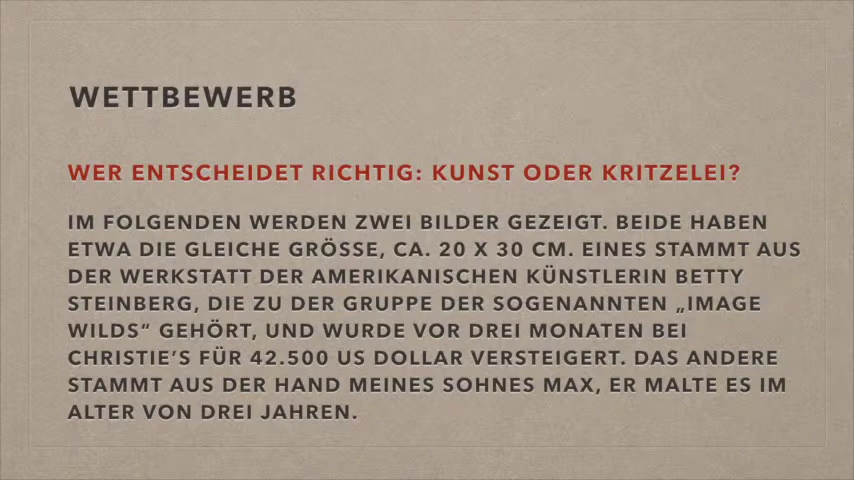 WETTBEWERB
WER ENTSCHEIDET RICHTIG: KUNST ODER KRITZELEI?
IM FOLGENDEN WERDEN ZWEI BILDER GEZEIGT. BEIDE HABEN
ETWA DIE GLEICHE GRÖSSE, CA. 20 X 30 CM. EINES STAMMT AUS
DER WERKSTATT DER AMERIKANISCHEN KÜNSTLERIN BETTY
STEINBERG, DIE ZU DER GRUPPE DER SOGENANNTEN „IMAGE
WILDS“ GEHÖRT, UND WURDE VOR DREI MONATEN BEI
CHRISTIE’S FÜR 42.500 US DOLLAR VERSTEIGERT. DAS ANDERE
STAMMT AUS DER HAND MEINES SOHNES MAX, ER MALTE ES IM
ALTER VON DREI JAHREN.